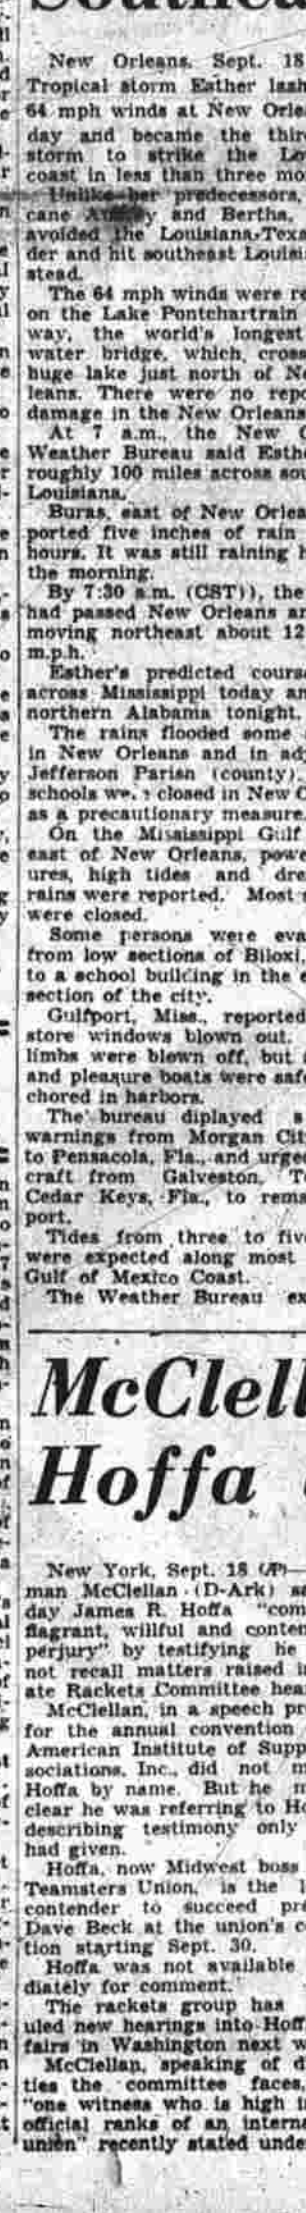 New Orleans, Sept. 18
Tropical storm Esther lash
64 mph winds at New Orle
day and became the thir
storm to strike the Lo
coast in less than three mo
Unlike her predecessors,
cane and Bertha,
avoided the Louisiana-Texa
der and hit southeast Louisi
stead.
The 64 mph winds were re
on the Lake Pontchartrain
way, the world's longest
water bridge, which cross
huge lake just north of Ne
leans. There were no repo
damage in the New Orleans
At 7 a.m., the New O
Weather Bureau said Esthe
roughly 100 miles across sou
Louisiana.
Buras, east of New Orlea
ported five inches of rain
hours. It was still raining h
the morning.
By 7:30 a.m. (CST)), the
had passed New Orleans an
moving northeast about 12
m.p.h.
Esther's predicted course
across Mississippi today an
northern Alabama tonight.
The rains flooded some
in New Orleans and in adj
Jefferson Parish (county).
schools we closed in New O
as a precautionary measure.
On the Mississippi Gulf
east of New Orleans, powe
ures, high tides and dre
rains were reported. Most
were closed.
Some persons were eva
from low sections of Biloxi,
to a school building in the e
section of the city.
Gulfport, Miss., reported
store windows blown out.
limbs were blown off, but
and pleasure boats were safe
chored in harbors.
The bureau diplayed s
warnings from Morgan Cit
to Pensacola, Fla., and urged
craft from Galveston, T
Cedar Keys, Fla., to rema
port.
Tides from three to five
were expected along most
Gulf of Mexico Coast.
The Weather Bureau ex
McClell
Hoffa
New York, Sept. 18 (AP)—
man McClellan (D-Ark) sa
day James R. Hoffa "com
flagrant, willful and conten
perjury" by testifying he
not recall matters raised i
ate Rackets Committee hea
McClellan, in a speech pr
for the annual convention
American Institute of Supp
sociations, Inc., did not m
Hoffa by name. But he m
clear he was referring to Ho
describing testimony only
had given.
Hoffa, now Midwest boss
Teamsters Union, is the l
contender to succeed pre
Dave Beck at the union's c
tion starting Sept. 30.
Hoffa was not available
diately for comment.
The rackets group has
uled new hearings into Hoff
fairs in Washington next w
McClellan, speaking of d
ties the committee faces,
"one witness who is high i
official ranks of an interna
union" recently stated unde